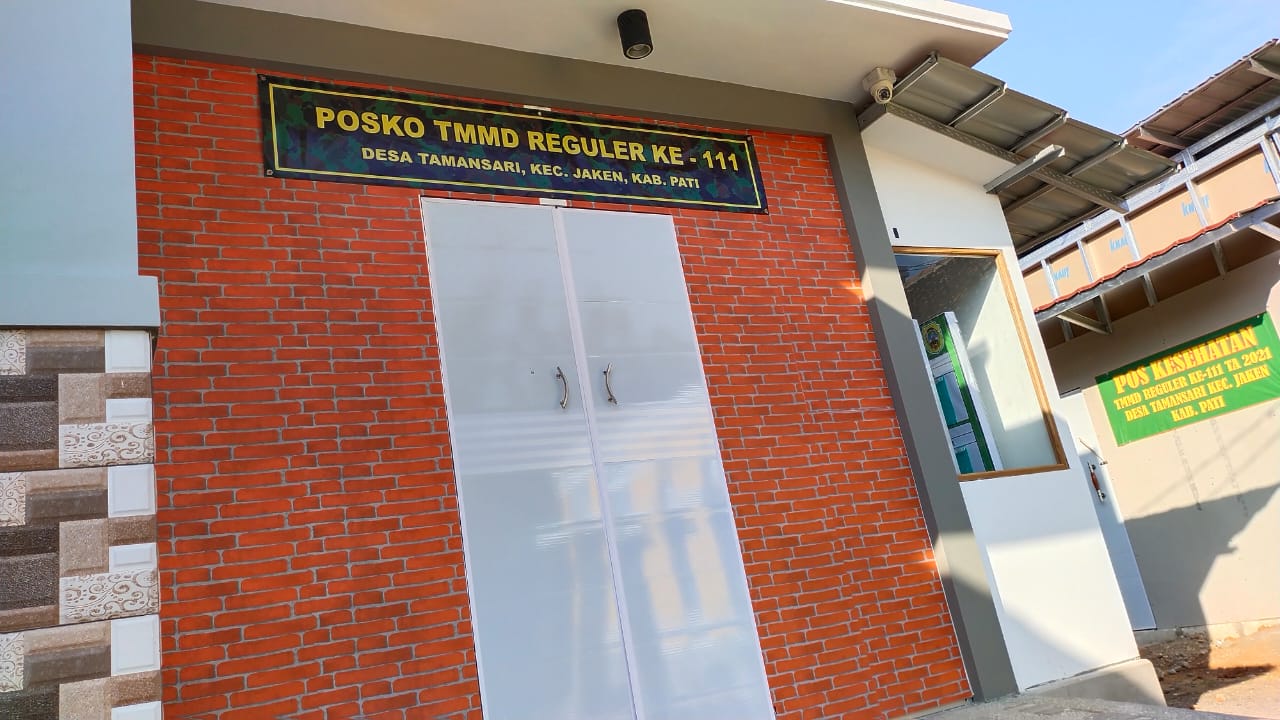 POSKO TMMD REGULER KE - 111
DESA TAMANSARI, KEC. JAKEN, KAB. PATI
POS KESEHATAN
TMMD REGULER KE-111 TA 2021
DESA TAMANSARI KEC. JAKEN
KAB. PATI